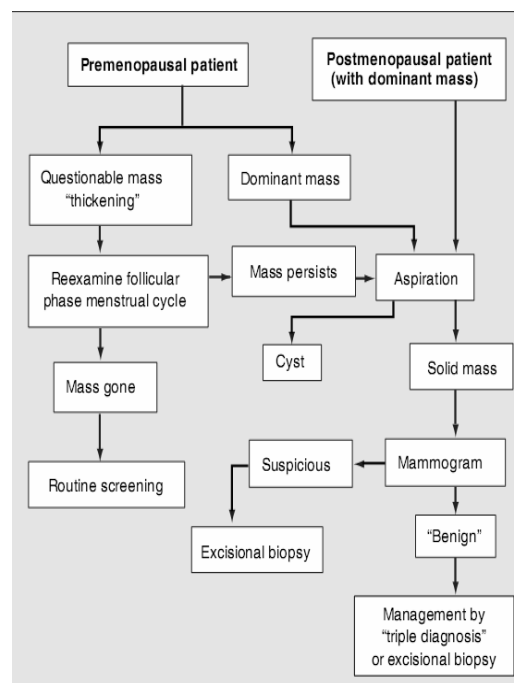 Premenopausal patient
Postmenopausal patient
(with dominant mass)
Questionable mass
“thickening”
Dominant mass
Reexamine follicular
phase menstrual cycle
Mass persists
Aspiration
Cyst
Solid mass
Mass gone
Suspicious
Mammogram
Routine screening
Excisional biopsy
“Benign”
Management by
“triple diagnosis”
or excisional biopsy